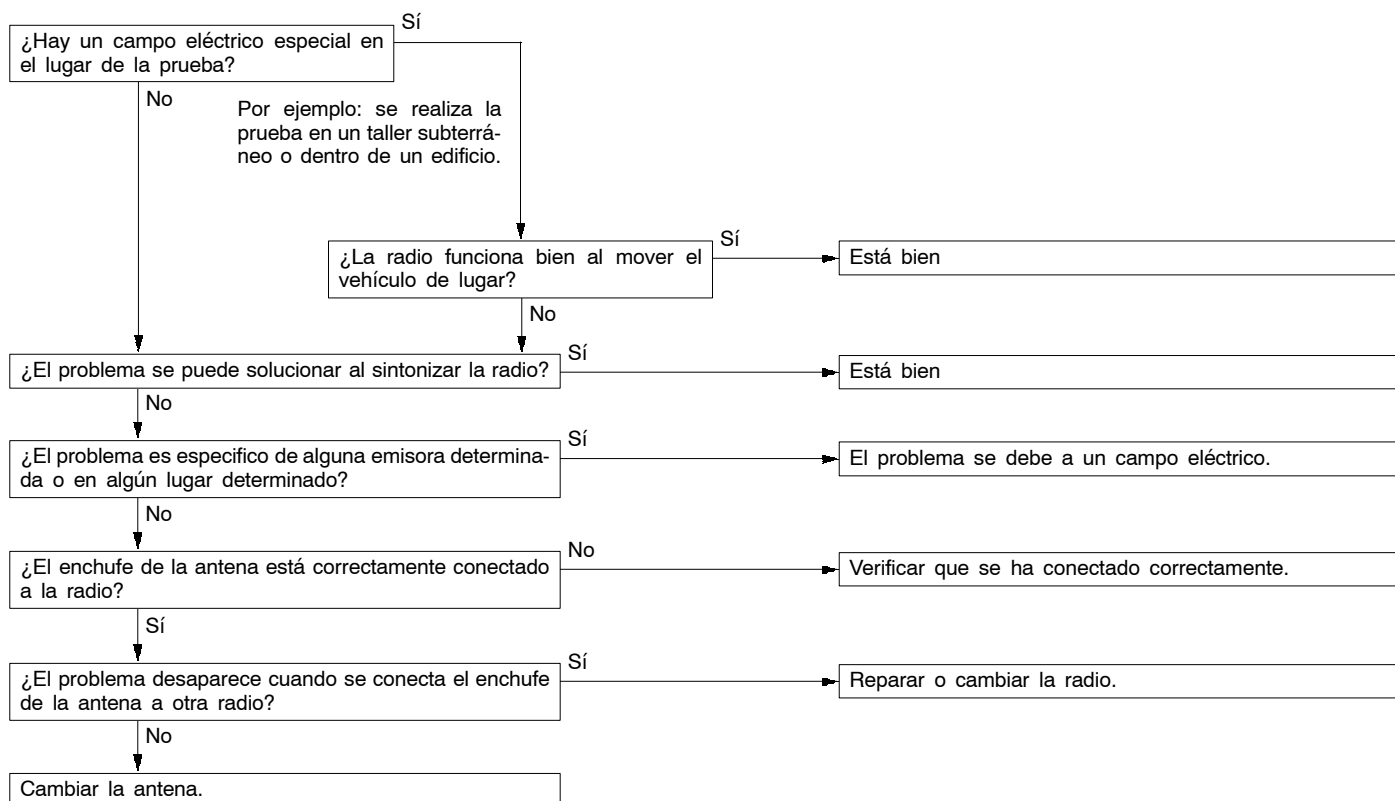 Sí
¿Hay un campo eléctrico especial en
el lugar de la prueba?
No
Por ejemplo: se realiza la
prueba en un taller subterrá-
neo o dentro de un edificio.
¿La radio funciona bien al mover el
vehículo de lugar?
Sí
Está bien
No
¿El problema se puede solucionar al sintonizar la radio?
Sí
Está bien
No
¿El problema es especifico de alguna emisora determina-
da o en algún lugar determinado?
Sí
El problema se debe a un campo eléctrico.
No
¿El enchufe de la antena está correctamente conectado
a la radio?
No
Verificar que se ha conectado correctamente.
Sí
¿El problema desaparece cuando se conecta el enchufe
de la antena a otra radio?
Sí
Reparar o cambiar la radio.
No
Cambiar la antena.